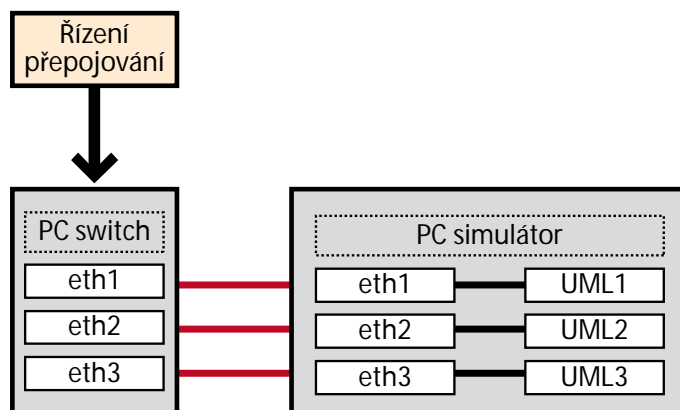 Řízení
přepojování
PC switch
eth1
eth2
eth3
PC simulátor
eth1
UML1
eth2
UML2
eth3
UML3